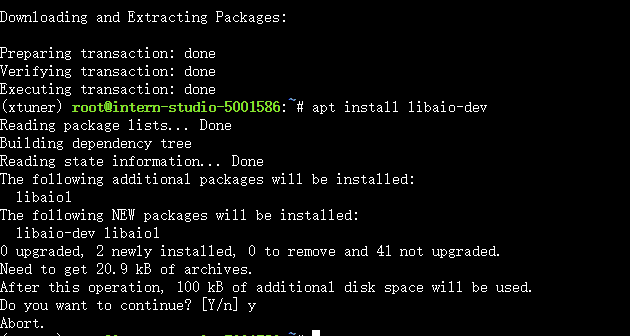 Downloading and Extracting Packages:
Preparing transaction: done
Verifying transaction: done
Executing transaction: done
(xtuner) root@intern-studio-5001586:~# apt install libaio-dev
Reading package lists... Done
Building dependency tree
Reading state information... Done
The following additional packages will be installed:
  libaio1
The following NEW packages will be installed:
  libaio-dev libaio1
0 upgraded, 2 newly installed, 0 to remove and 41 not upgraded.
Need to get 20.9 kB of archives.
After this operation, 100 kB of additional disk space will be used.
Do you want to continue? [Y/n] y
Abort.